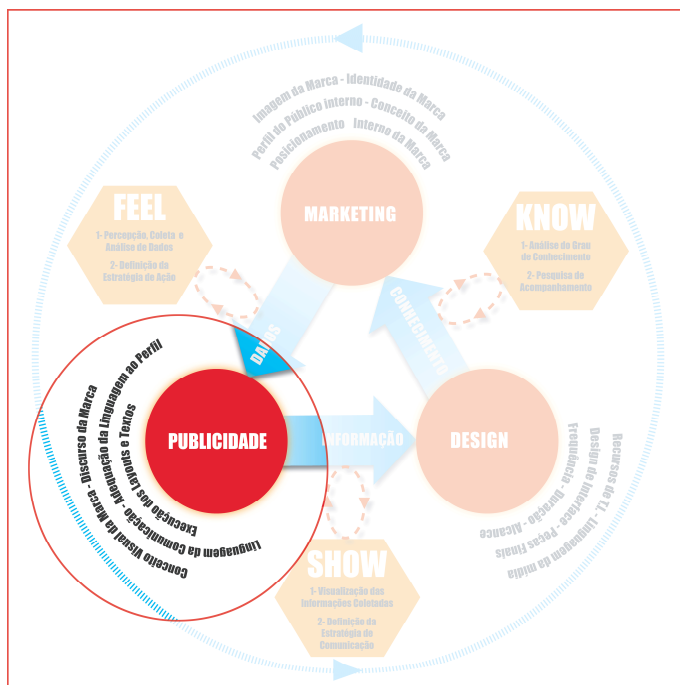 Imagem da Marca - Identidade da Marca
Perfil do Público interno - Conceito da Marca
Posicionamento Interno da Marca
MARKETING
FEEL
1- Percepção, Coleta e
Análise de Dados
2- Definição da
Estratégia de Ação
KNOW
1- Análise do Grau
de Conhecimento
2- Pesquisa de
Acompanhamento
DADOS
CONHECIMENTO
Conceito Visual da Marca - Discurso da Marca
Linguagem da Comunicação - Adequação da Linguagem ao Perfil
Execução dos Layouts e Textos
PUBLICIDADE
INFORMAÇÃO
DESIGN
Recursos de T.I. - Linguagem da mídia
Design de Interface - Peças Finais
Frequência - Duração - Alcance
SHOW
1- Visualização das
Informações Coletadas
2- Definição da
Estratégia de
Comunicação